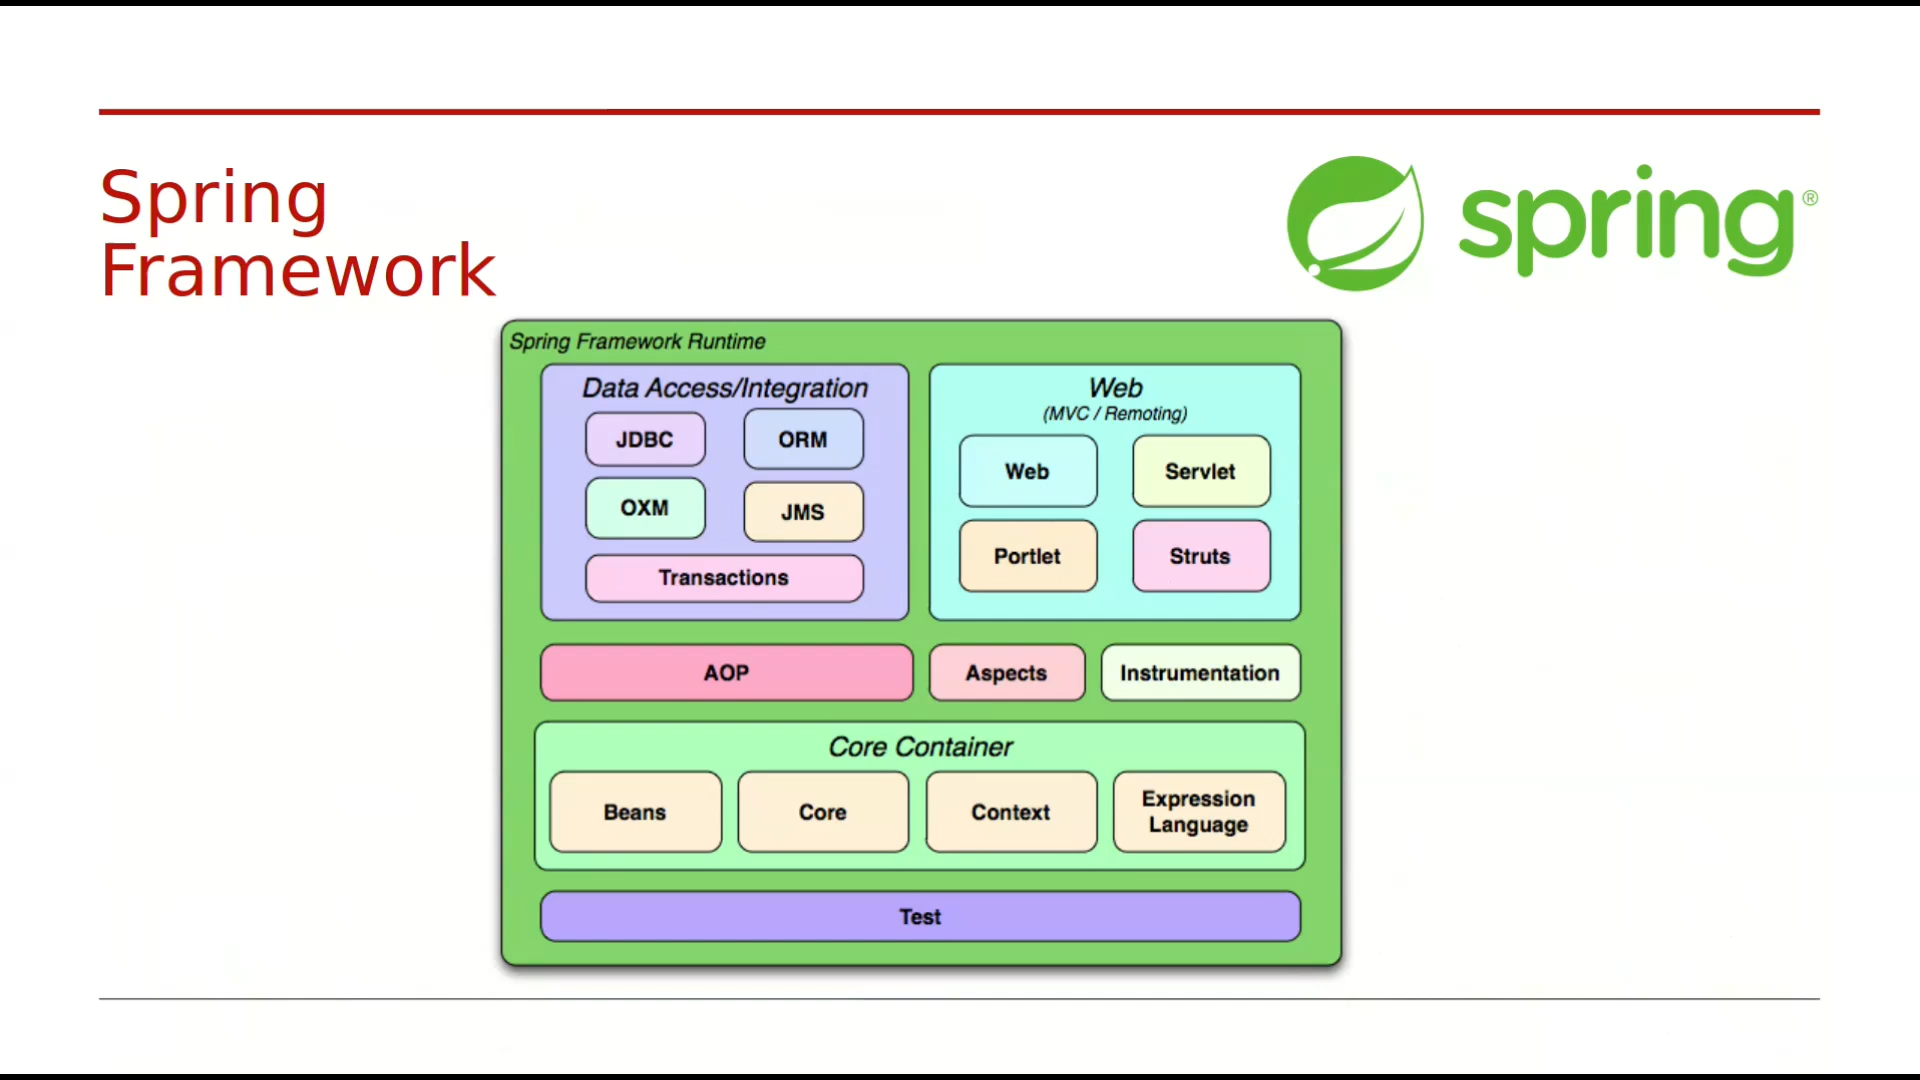 Spring
Framework
spring®
Spring Framework Runtime
Data Access/Integration
JDBC
ORM
OXM
JMS
Transactions
Web
(MVC / Remoting)
Web
Servlet
Portlet
Struts
AOP
Aspects
Instrumentation
Core Container
Beans
Core
Context
Expression
Language
Test